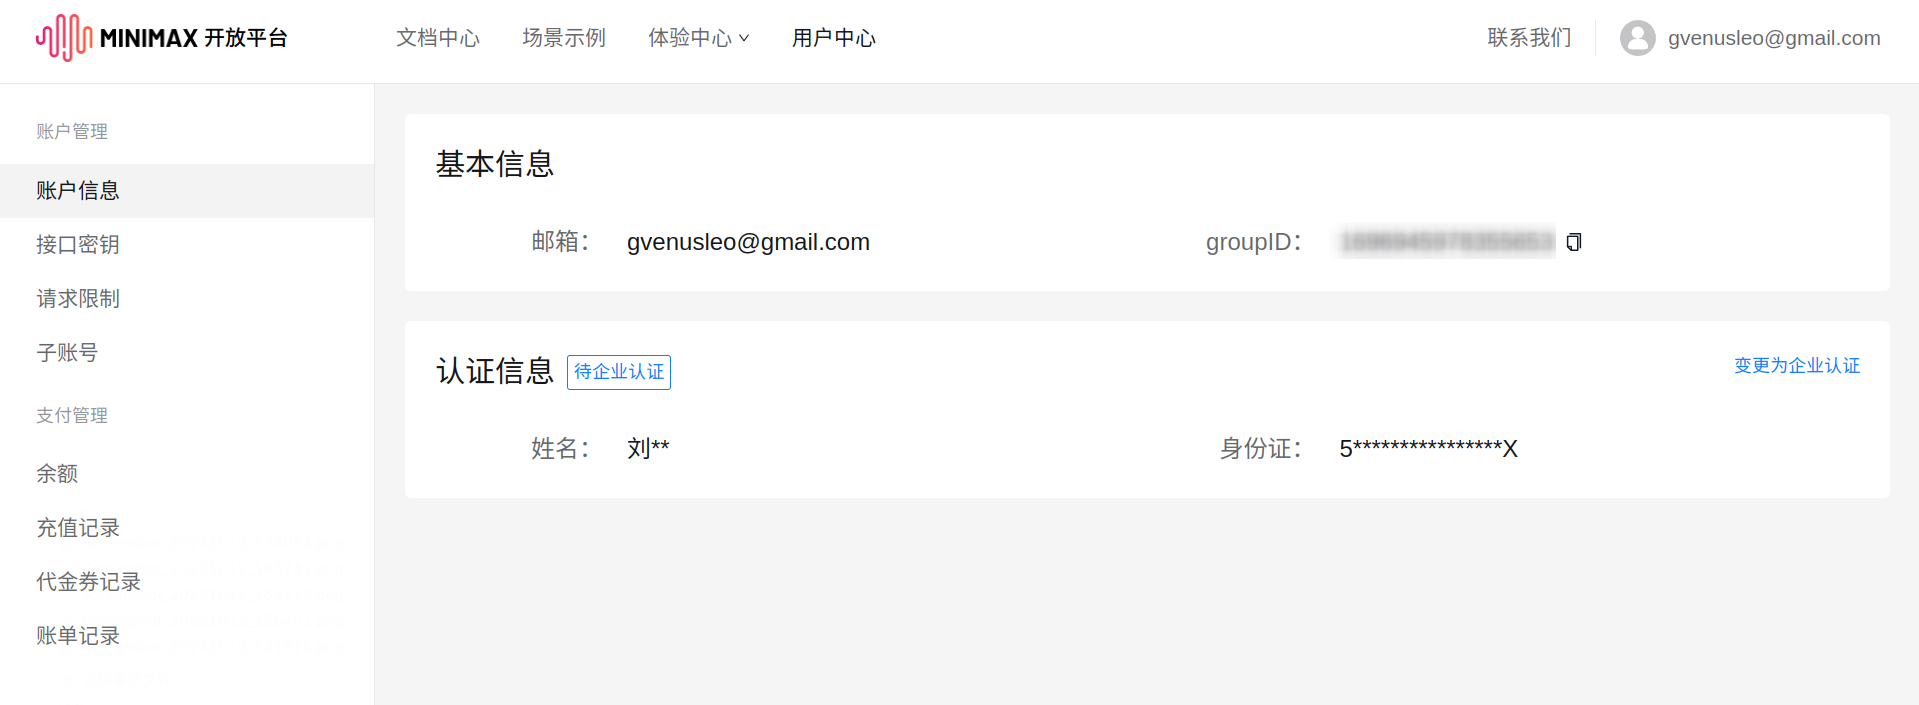 MINIMAX 开放平台 文档中心 场景示例 体验中心 用户中心 联系我们 gvenusleo@gmail.com
账户管理
账户信息
接口密钥
请求限制
子账号
支付管理
余额
充值记录
代金券记录
账单记录
基本信息
邮箱： gvenusleo@gmail.com groupID：
认证信息 待企业认证 变更为企业认证
姓名： 刘** 身份证： 5****************X